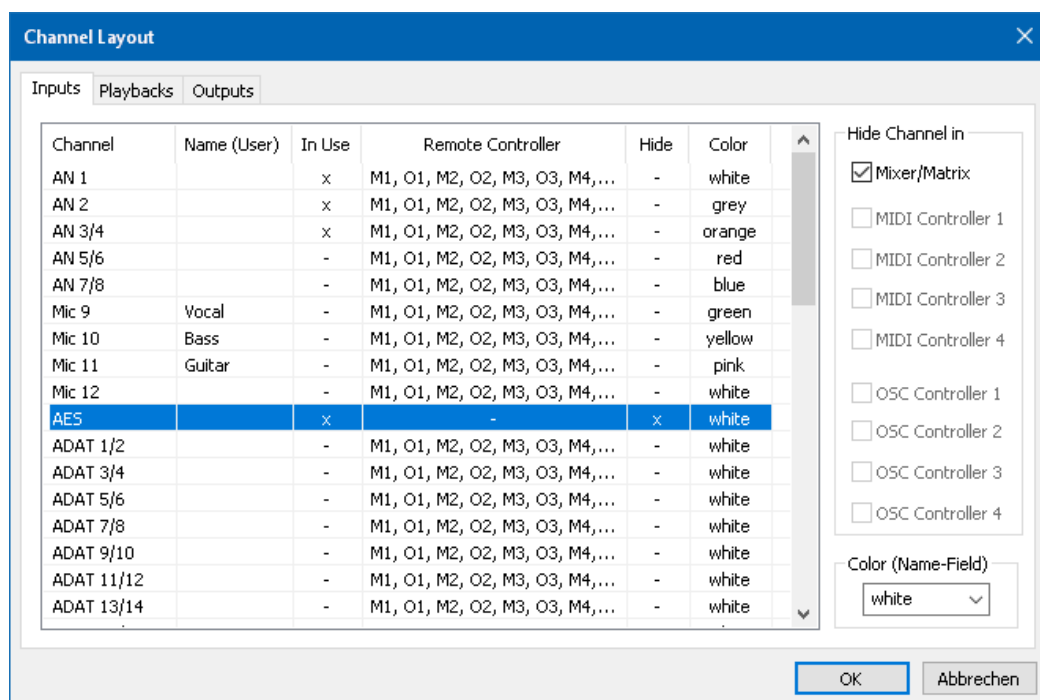 Channel Layout
Inputs Playbacks Outputs
Channel Name (User) In Use Remote Controller Hide Color
AN 1 x M1, O1, M2, O2, M3, O3, M4,... - white
AN 2 x M1, O1, M2, O2, M3, O3, M4,... - grey
AN 3/4 x M1, O1, M2, O2, M3, O3, M4,... - orange
AN 5/6 - M1, O1, M2, O2, M3, O3, M4,... - red
AN 7/8 - M1, O1, M2, O2, M3, O3, M4,... - blue
Mic 9 Vocal - M1, O1, M2, O2, M3, O3, M4,... - green
Mic 10 Bass - M1, O1, M2, O2, M3, O3, M4,... - yellow
Mic 11 Guitar - M1, O1, M2, O2, M3, O3, M4,... - pink
Mic 12 - M1, O1, M2, O2, M3, O3, M4,... - white
AES x - x white
ADAT 1/2 - M1, O1, M2, O2, M3, O3, M4,... - white
ADAT 3/4 - M1, O1, M2, O2, M3, O3, M4,... - white
ADAT 5/6 - M1, O1, M2, O2, M3, O3, M4,... - white
ADAT 7/8 - M1, O1, M2, O2, M3, O3, M4,... - white
ADAT 9/10 - M1, O1, M2, O2, M3, O3, M4,... - white
ADAT 11/12 - M1, O1, M2, O2, M3, O3, M4,... - white
ADAT 13/14 - M1, O1, M2, O2, M3, O3, M4,... - white
Hide Channel in
Mixer/Matrix
MIDI Controller 1
MIDI Controller 2
MIDI Controller 3
MIDI Controller 4
OSC Controller 1
OSC Controller 2
OSC Controller 3
OSC Controller 4
Color (Name-Field)
white
OK Abbrechen